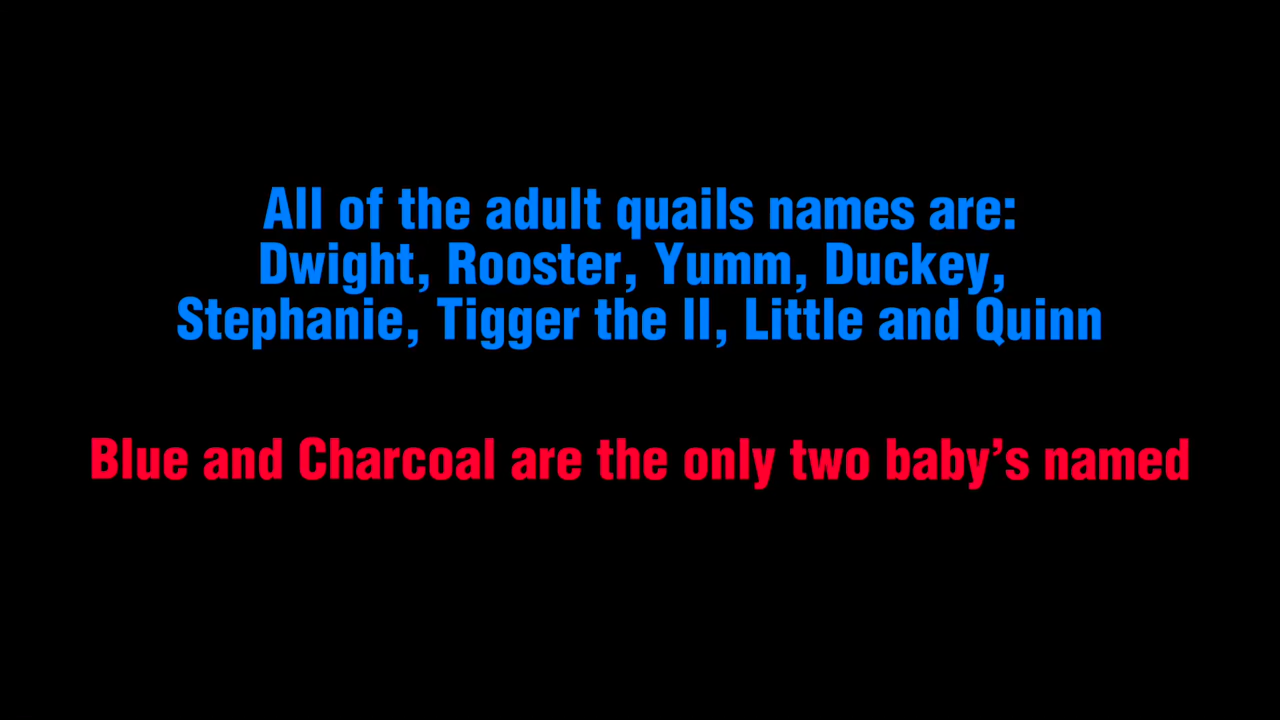 All of the adult quails names are:
Dwight, Rooster, Yumm, Duckey,
Stephanie, Tigger the II, Little and Quinn
Blue and Charcoal are the only two baby’s named